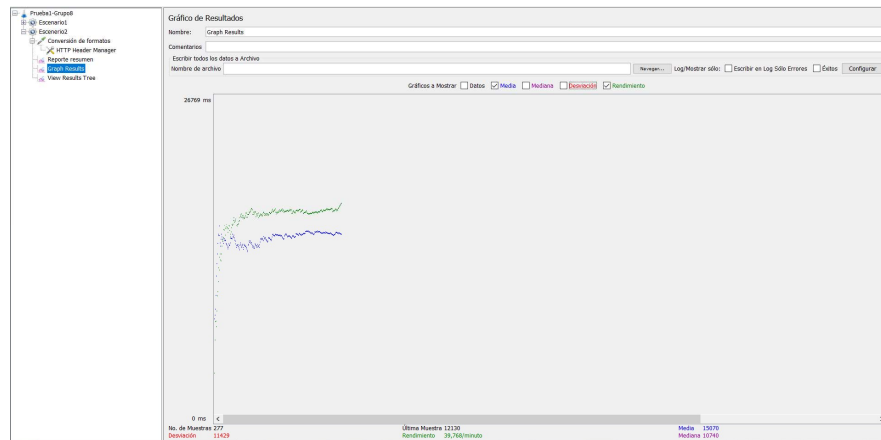 Prueba1-Grupo8
Escenario1
Escenerio2
Conversión de formatos
HTTP Header Manager
Reporte resumen
Graph Results
View Results Tree
Gráfico de Resultados
Nombre: Graph Results
Comentarios
Escribir todos los datos a Archivo
Nombre de archivo Navegar... Log/Mostrar sólo: Escribir en Log Sólo Errores Éxitos Configurar
Gráficos a Mostrar Datos Media Mediana Desviación Rendimiento
26769 ms
0 ms
No. de Muestras 277 Última Muestra 12130 Media 15070
Desviación 11429 Rendimiento 39,768/minuto Mediana 10740